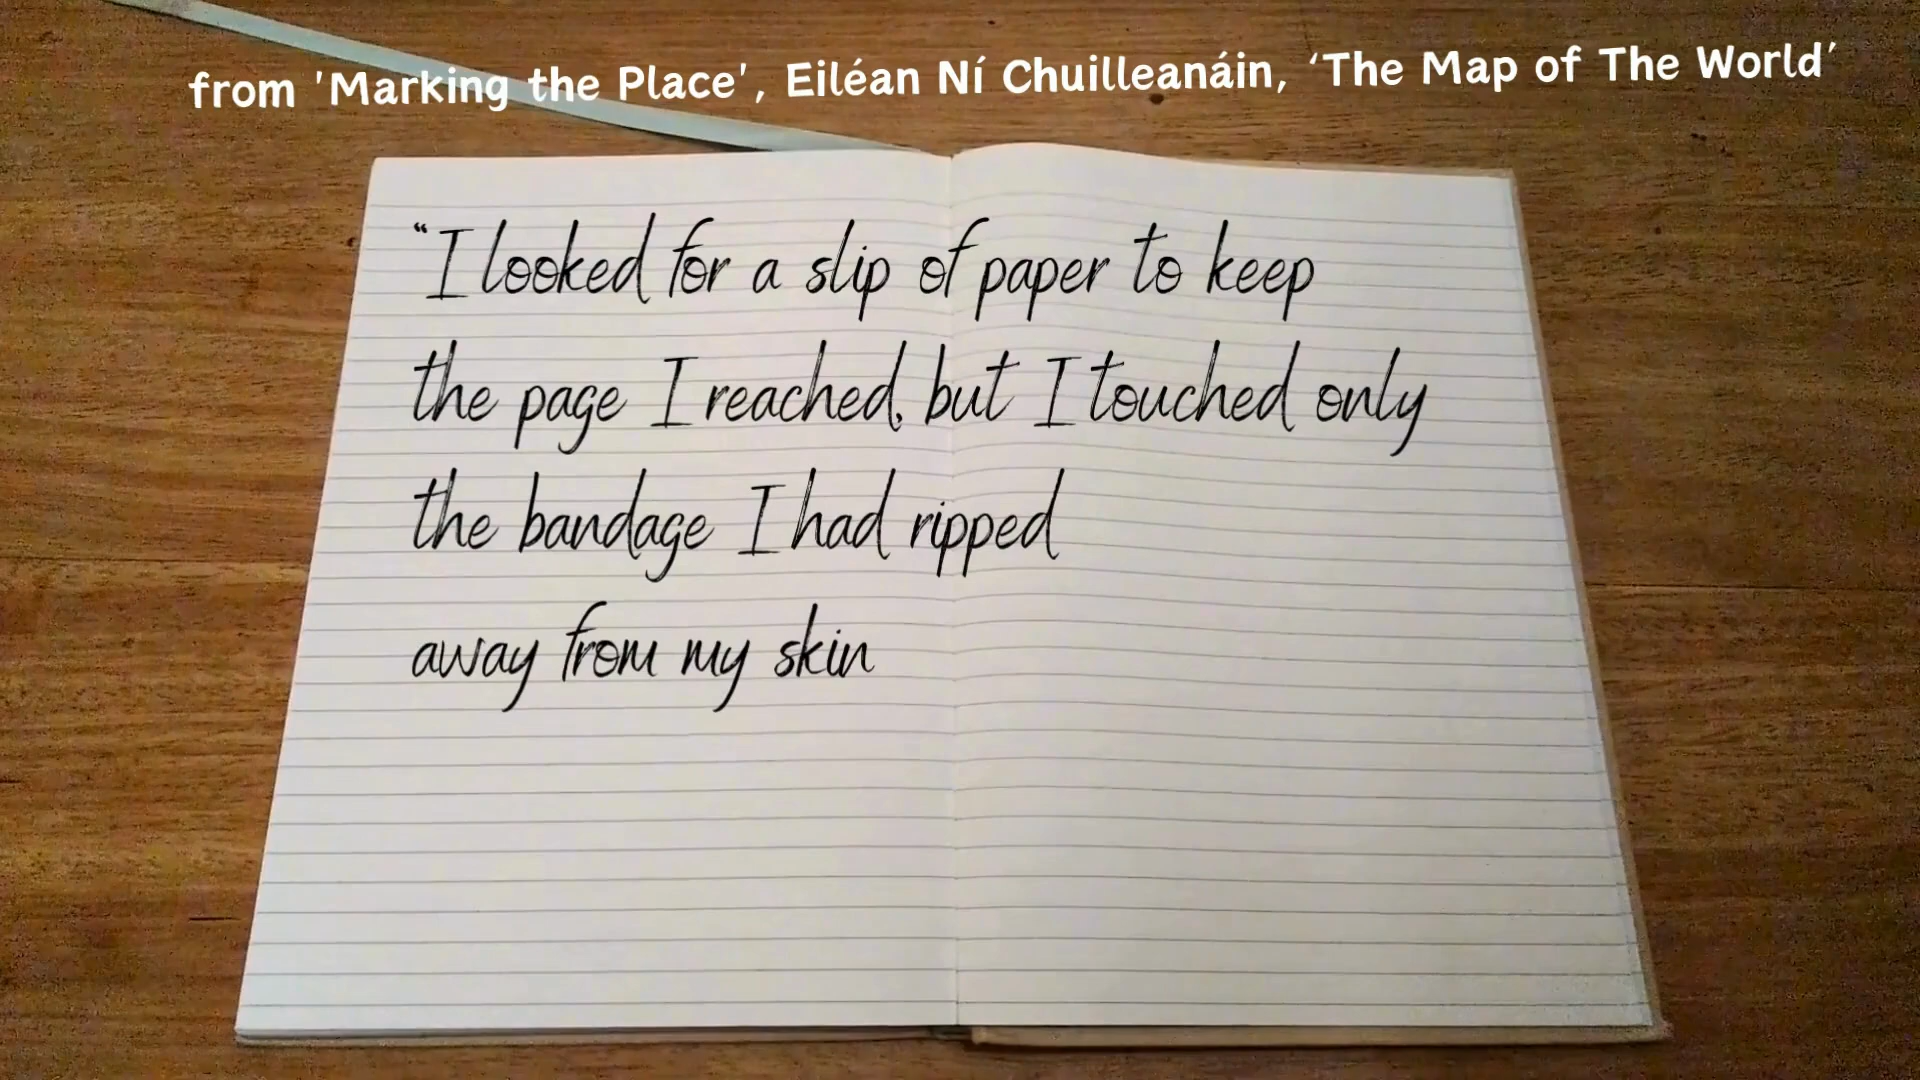 from 'Marking the Place', Eiléan Ní Chuilleanáin, ‘The Map of The World’
“I looked for a slip of paper to keep
the page I reached, but I touched only
the bandage I had ripped
away from my skin